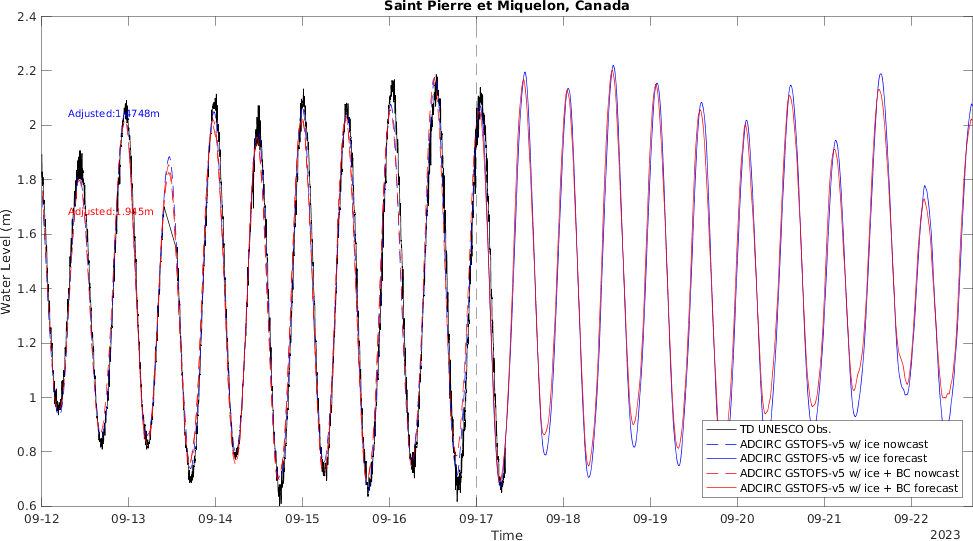 Saint Pierre et Miquelon, Canada
2.4
2.2
2
1.8
1.6
1.4
1.2
1
0.8
0.6
Water Level (m)
Adjusted:1.4748m
Adjusted:1.945m
TD UNESCO Obs.
ADCIRC GSTOFS-v5 w/ ice nowcast
ADCIRC GSTOFS-v5 w/ ice forecast
ADCIRC GSTOFS-v5 w/ ice + BC nowcast
ADCIRC GSTOFS-v5 w/ ice + BC forecast
09-12 09-13 09-14 09-15 09-16 09-17 09-18 09-19 09-20 09-21 09-22
Time
2023